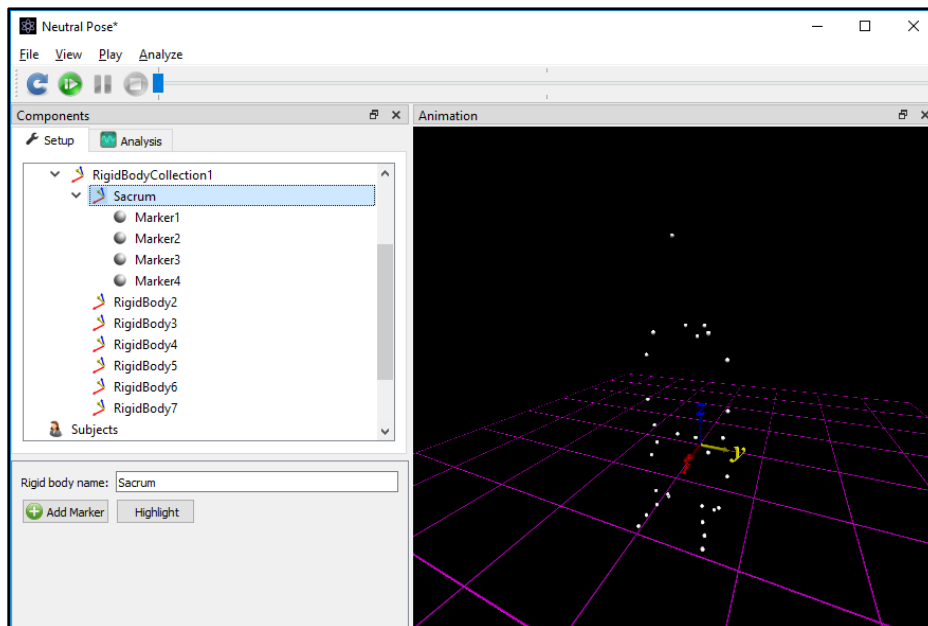 Neutral Pose*
File View Play Analyze
Components
Setup Analysis
RigidBodyCollection1
Sacrum
Marker1
Marker2
Marker3
Marker4
RigidBody2
RigidBody3
RigidBody4
RigidBody5
RigidBody6
RigidBody7
Subjects
Rigid body name: Sacrum
Add Marker Highlight
Animation
z
y